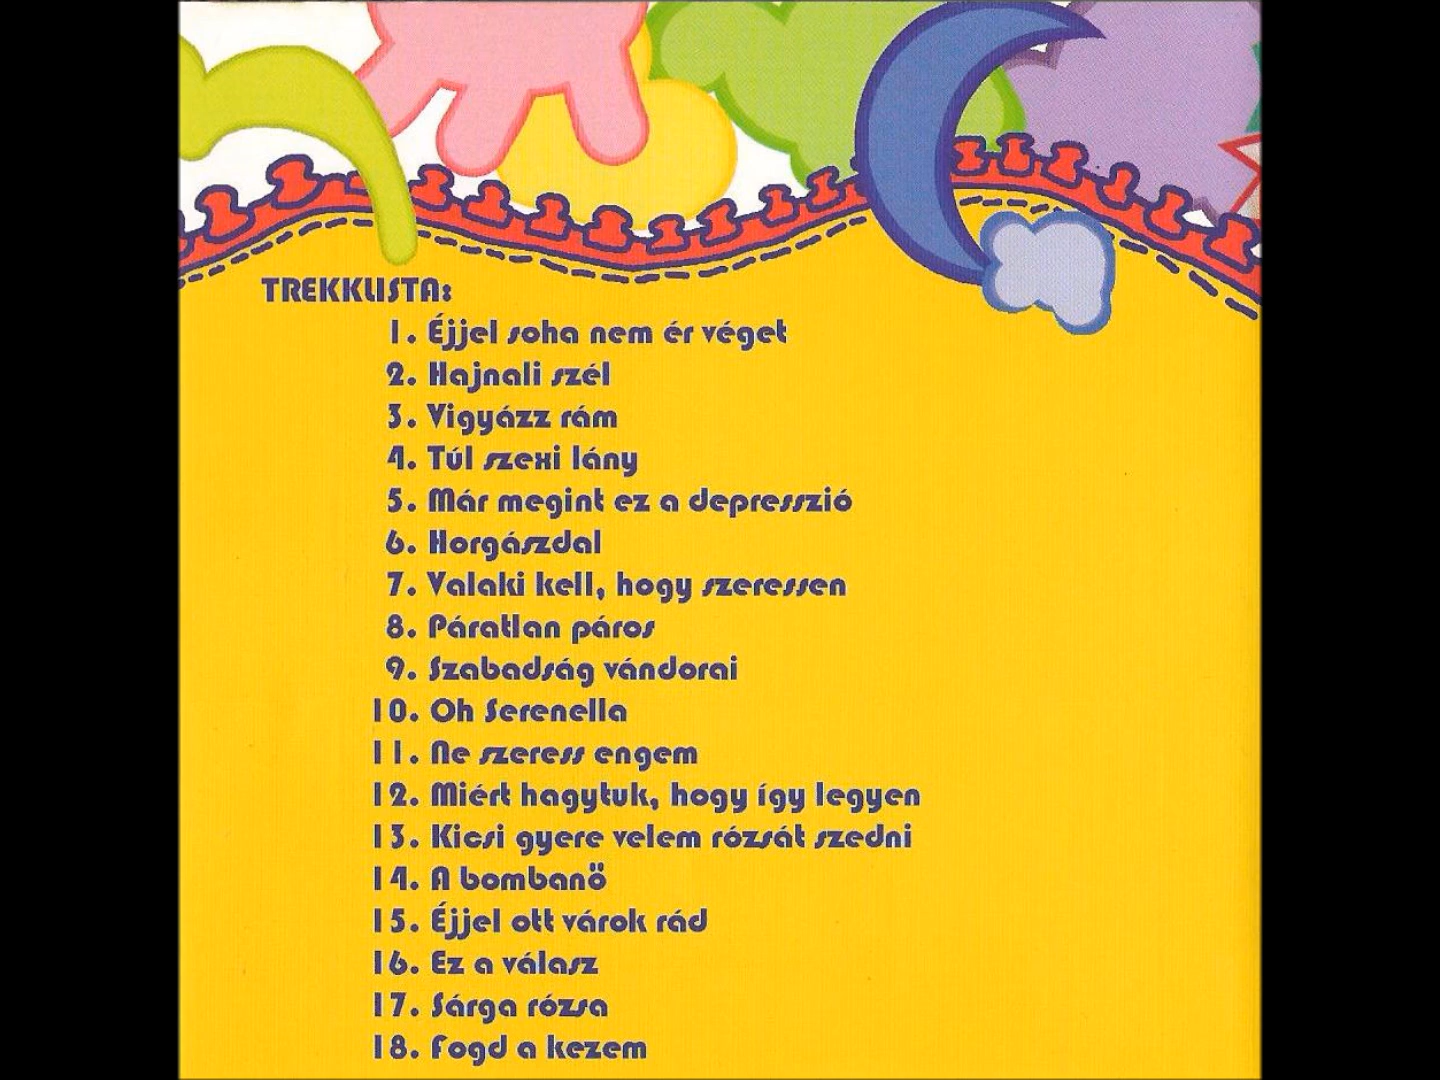 TREKKLISTA:
1. Éjjel soha nem ér véget
2. Hajnali szél
3. Vigyázz rám
4. Túl szexi lány
5. Már megint ez a depresszió
6. Horgászdal
7. Valaki kell, hogy szeressen
8. Páratlan páros
9. Szabadság vándorai
10. Oh Serenella
11. Ne szeress engem
12. Miért hagytuk, hogy így legyen
13. Kicsi gyere velem rózsát szedni
14. A bombanö
15. Éjjel ott várok rád
16. Ez a válasz
17. Sárga rózsa
18. Fogd a kezem